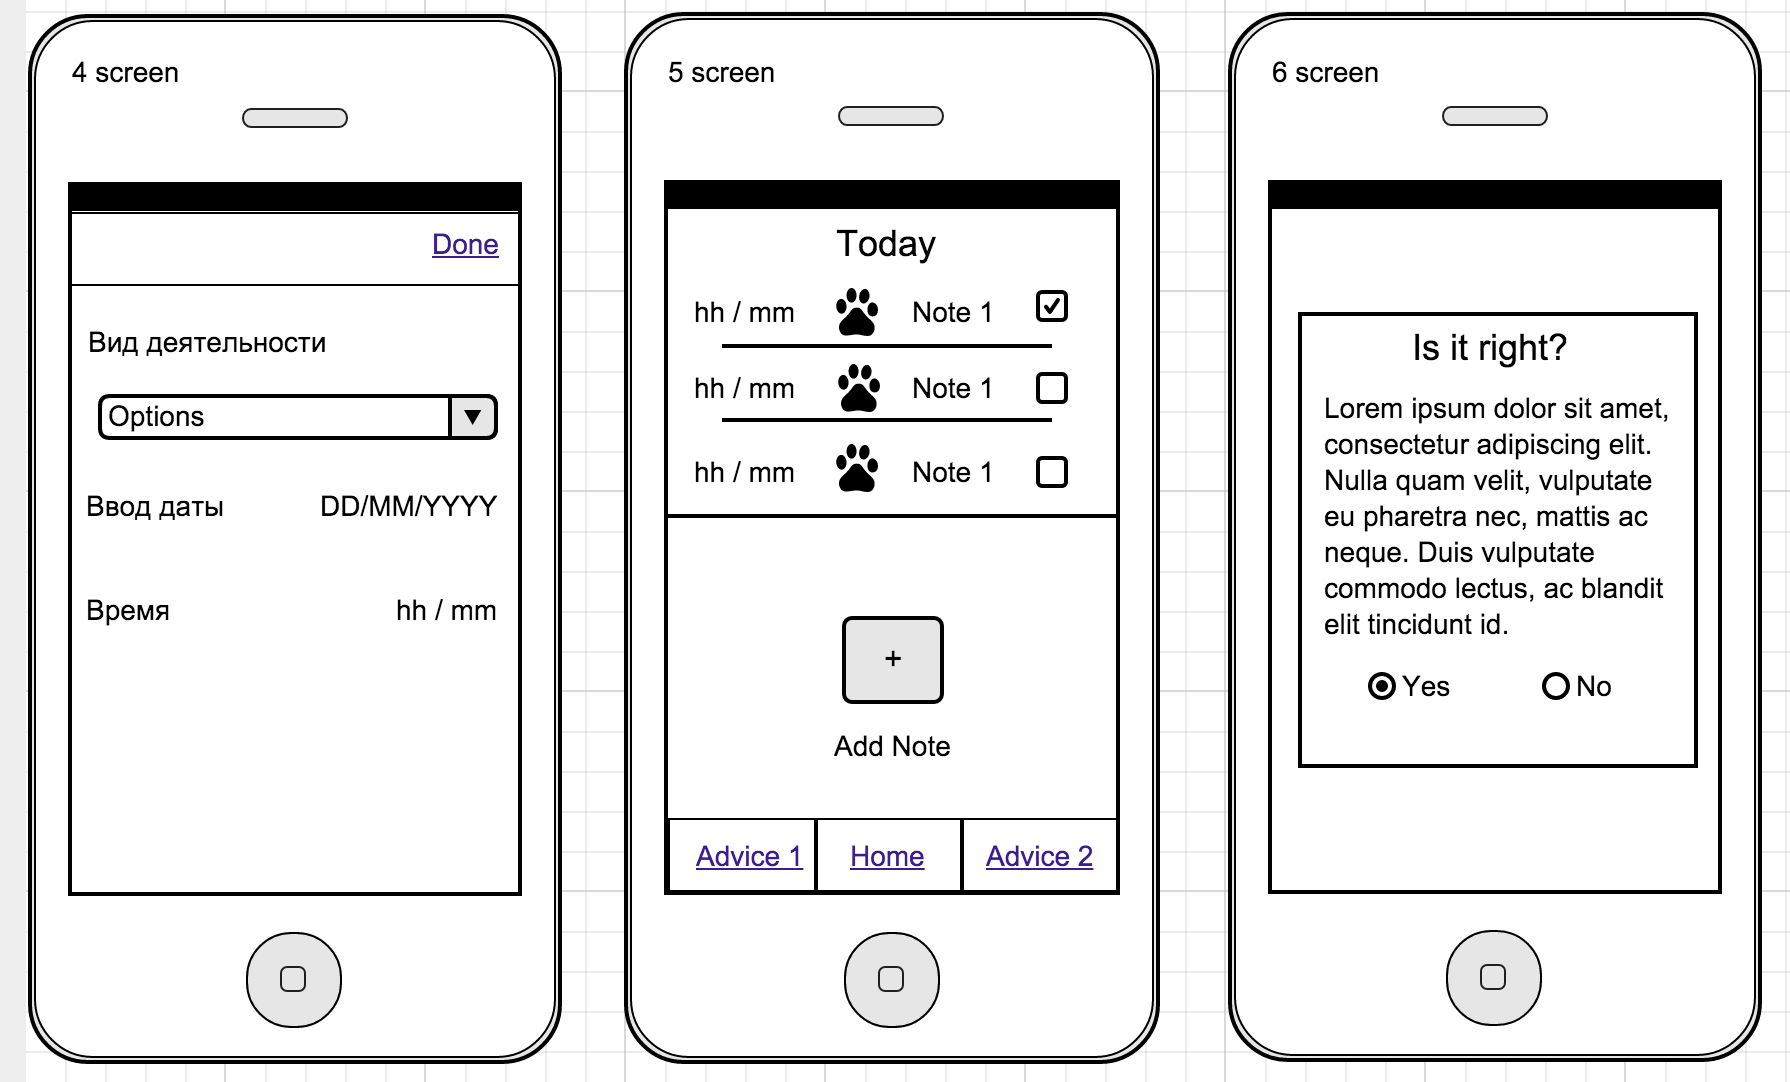 4 screen
Done
Вид деятельности
Options
Ввод даты DD/MM/YYYY
Время hh / mm
5 screen
Today
hh / mm Note 1
hh / mm Note 1
hh / mm Note 1
+
Add Note
Advice 1 Home Advice 2
6 screen
Is it right?
Lorem ipsum dolor sit amet,
consectetur adipiscing elit.
Nulla quam velit, vulputate
eu pharetra nec, mattis ac
neque. Duis vulputate
commodo lectus, ac blandit
elit tincidunt id.
Yes No